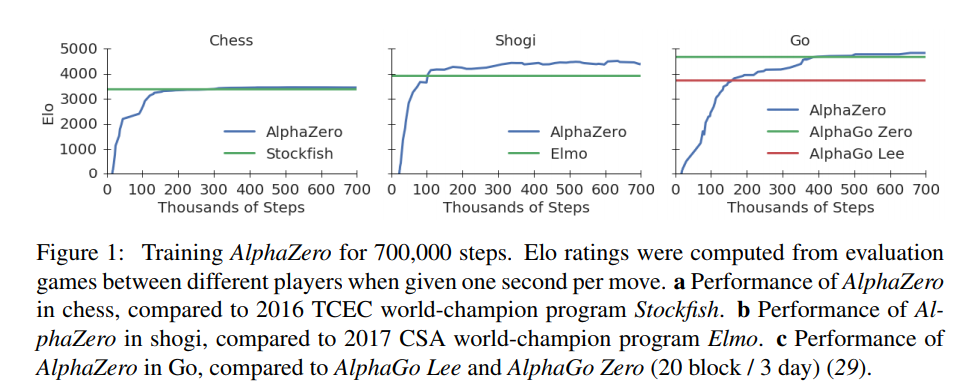 Chess
Shogi
Go
5000
4000
3000
2000
1000
0
Elo
AlphaZero
Stockfish
AlphaZero
Elmo
AlphaZero
AlphaGo Zero
AlphaGo Lee
0 100 200 300 400 500 600 700
0 100 200 300 400 500 600 700
0 100 200 300 400 500 600 700
Thousands of Steps
Thousands of Steps
Thousands of Steps
Figure 1: Training AlphaZero for 700,000 steps. Elo ratings were computed from evaluation
games between different players when given one second per move. a Performance of AlphaZero
in chess, compared to 2016 TCEC world-champion program Stockfish. b Performance of Al-
phaZero in shogi, compared to 2017 CSA world-champion program Elmo. c Performance of
AlphaZero in Go, compared to AlphaGo Lee and AlphaGo Zero (20 block / 3 day) (29).